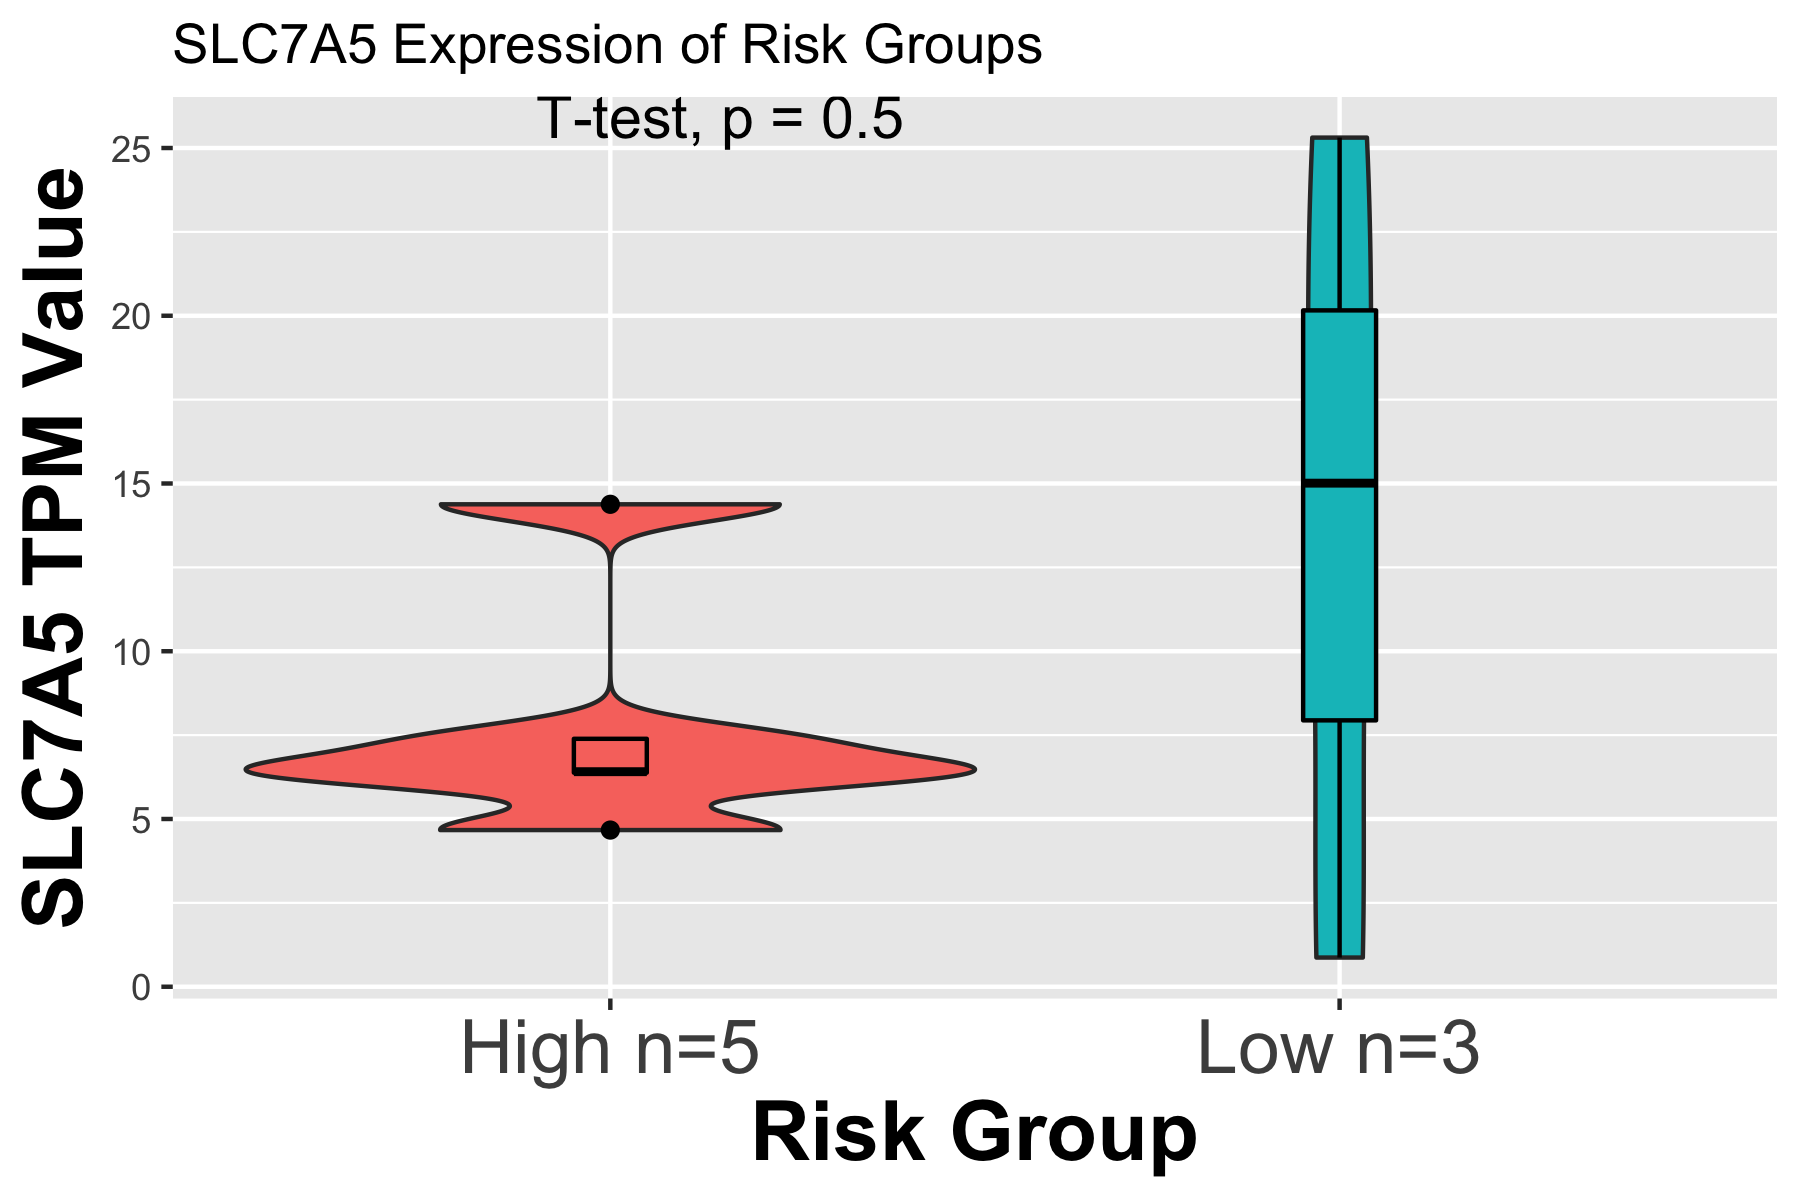 SLC7A5 Expression of Risk Groups
T-test, p = 0.5
SLC7A5 TPM Value
25
20
15
10
5
0
High n=5
Low n=3
Risk Group